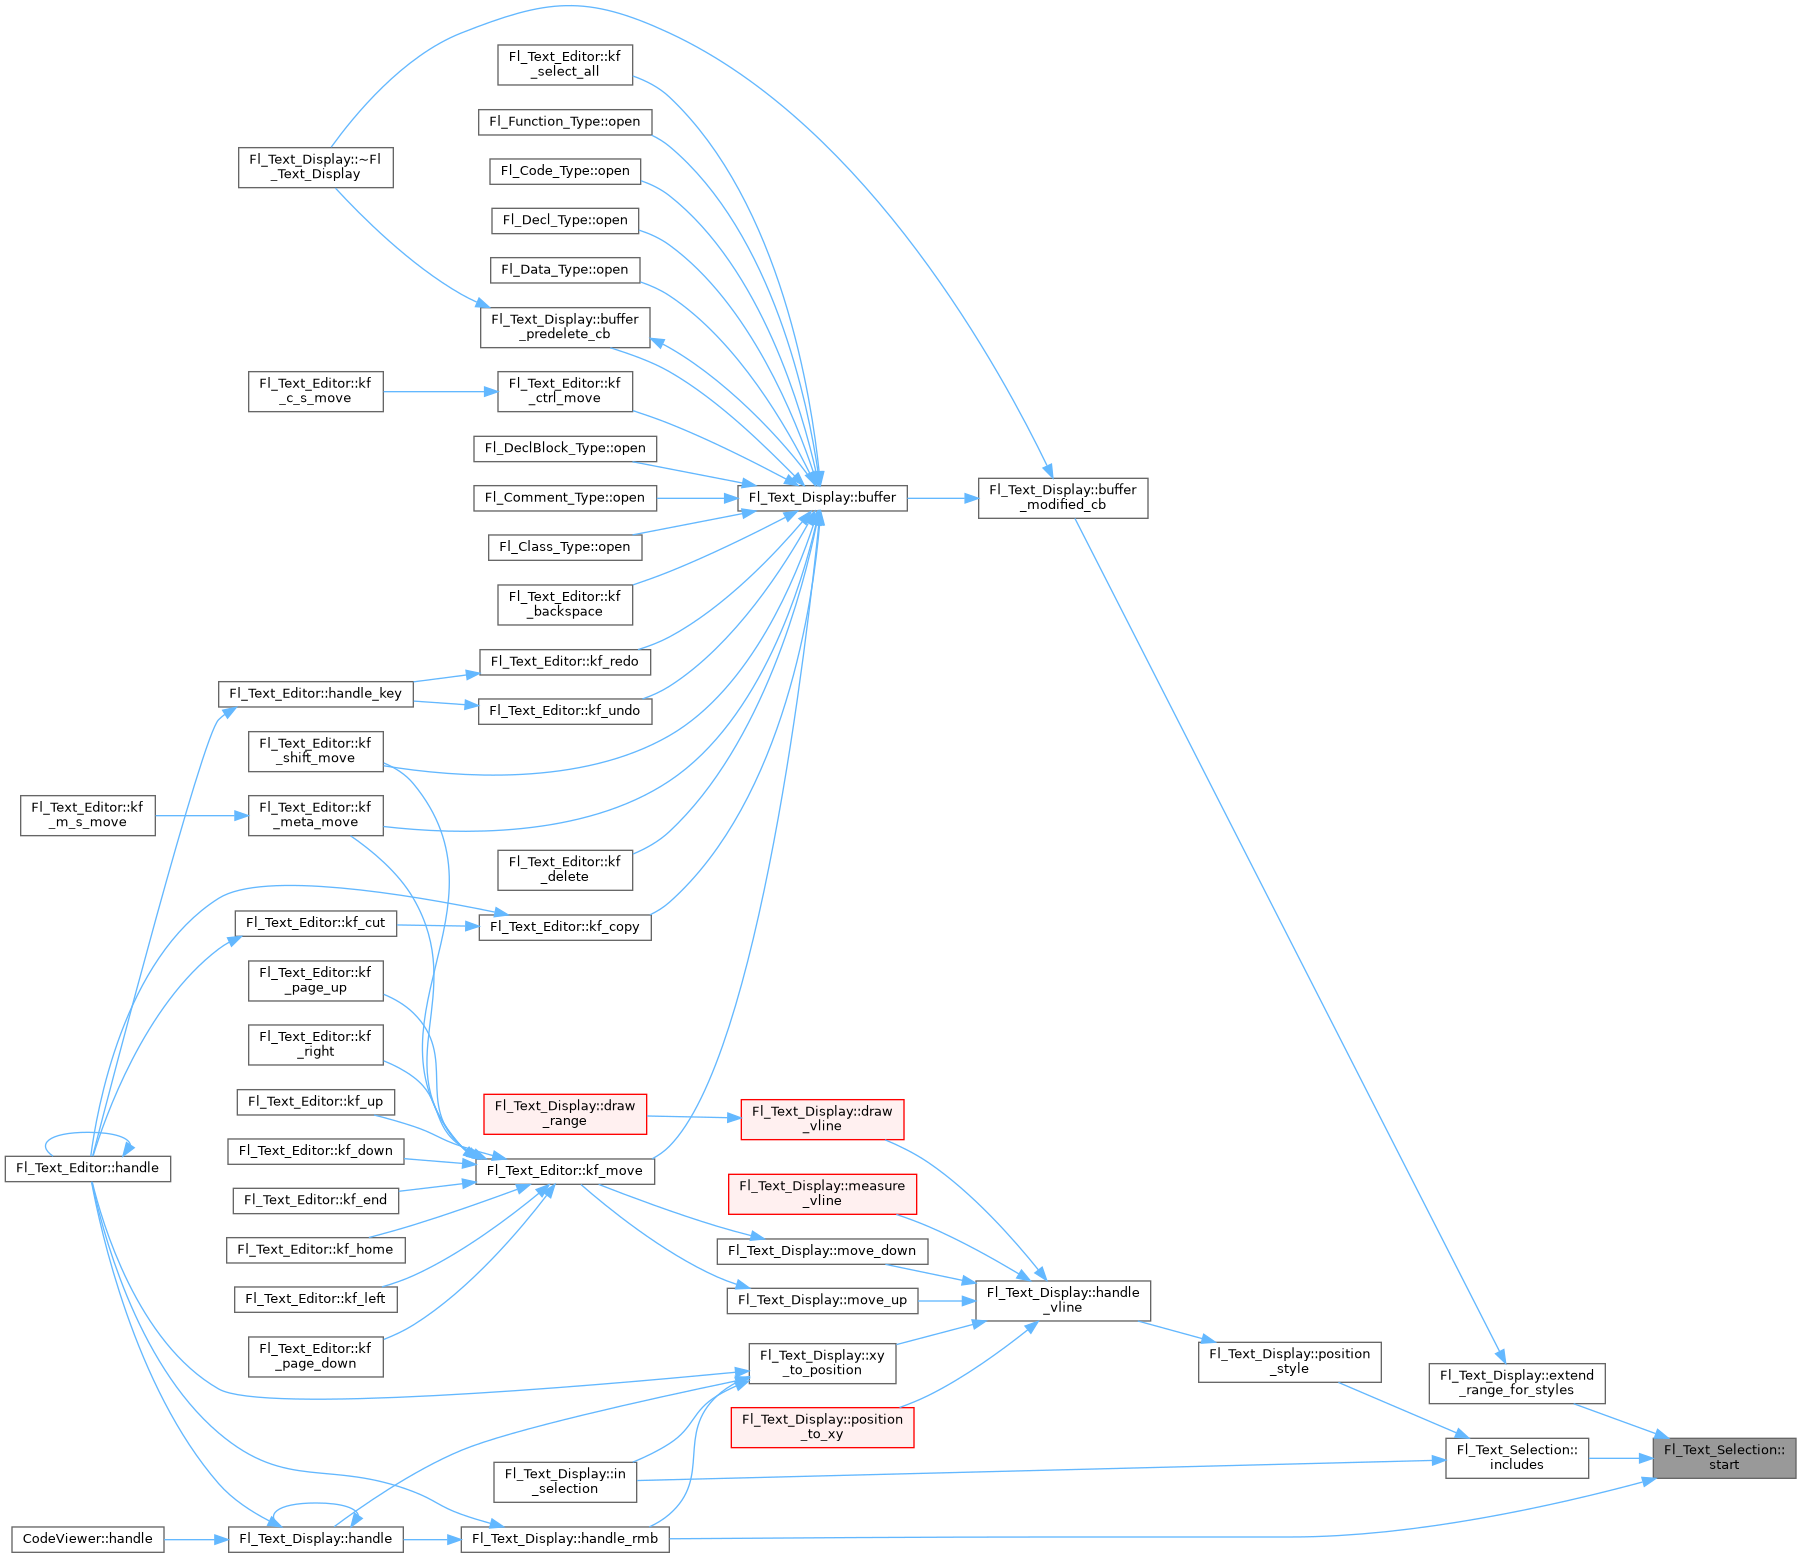 Fl_Text_Editor::kf
_select_all
Fl_Function_Type::open
Fl_Text_Display::~Fl
_Text_Display
Fl_Code_Type::open
Fl_Decl_Type::open
Fl_Data_Type::open
Fl_Text_Display::buffer
_predelete_cb
Fl_Text_Editor::kf
_c_s_move
Fl_Text_Editor::kf
_ctrl_move
Fl_DeclBlock_Type::open
Fl_Comment_Type::open
Fl_Text_Display::buffer
Fl_Text_Display::buffer
_modified_cb
Fl_Class_Type::open
Fl_Text_Editor::kf
_backspace
Fl_Text_Editor::kf_redo
Fl_Text_Editor::handle_key
Fl_Text_Editor::kf_undo
Fl_Text_Editor::kf
_shift_move
Fl_Text_Editor::kf
_m_s_move
Fl_Text_Editor::kf
_meta_move
Fl_Text_Editor::kf
_delete
Fl_Text_Editor::kf_cut
Fl_Text_Editor::kf_copy
Fl_Text_Editor::kf
_page_up
Fl_Text_Editor::kf
_right
Fl_Text_Editor::kf_up
Fl_Text_Display::draw
_range
Fl_Text_Display::draw
_vline
Fl_Text_Editor::kf_down
Fl_Text_Editor::handle
Fl_Text_Editor::kf_move
Fl_Text_Editor::kf_end
Fl_Text_Display::measure
_vline
Fl_Text_Editor::kf_home
Fl_Text_Display::move_down
Fl_Text_Editor::kf_left
Fl_Text_Display::move_up
Fl_Text_Display::handle
_vline
Fl_Text_Editor::kf
_page_down
Fl_Text_Display::xy
_to_position
Fl_Text_Display::position
_style
Fl_Text_Display::extend
_range_for_styles
Fl_Text_Display::position
_to_xy
Fl_Text_Selection::
includes
Fl_Text_Selection::
start
Fl_Text_Display::in
_selection
CodeViewer::handle
Fl_Text_Display::handle
Fl_Text_Display::handle_rmb